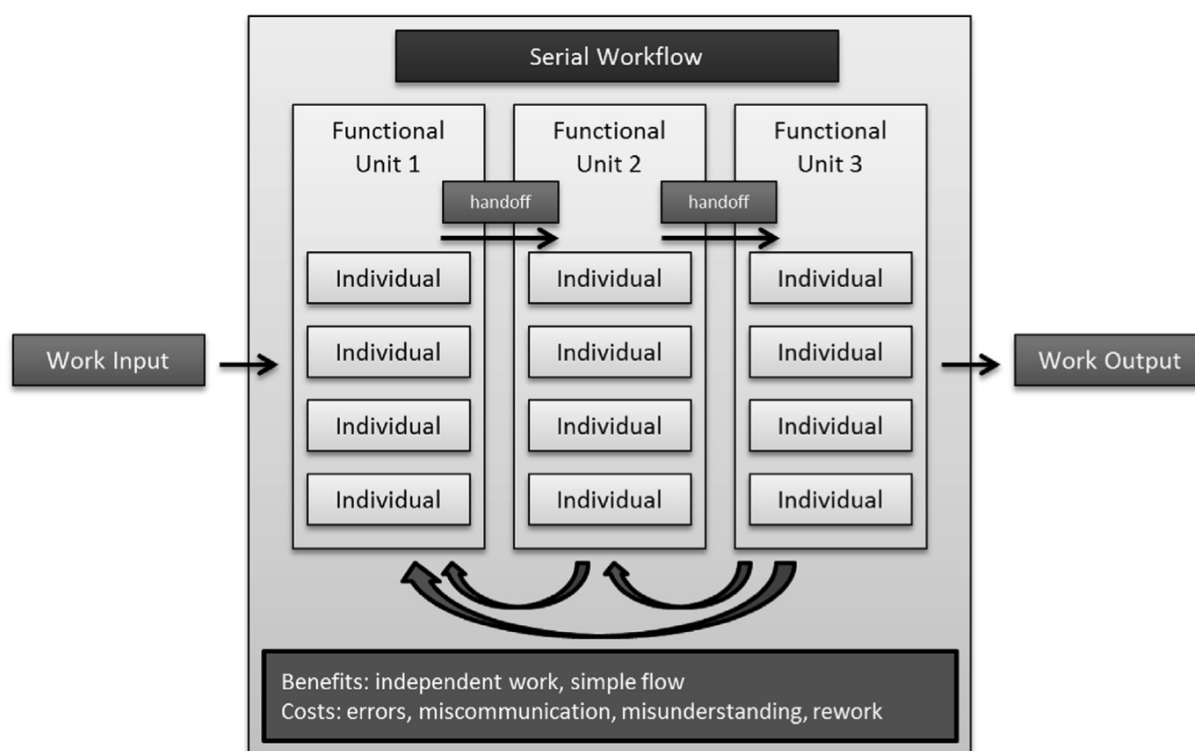 Serial Workflow
Functional
Unit 1
Functional
Unit 2
Functional
Unit 3
handoff
handoff
Individual
Individual
Individual
Individual
Individual
Individual
Individual
Individual
Individual
Individual
Individual
Individual
Work Input
Work Output
Benefits: independent work, simple flow
Costs: errors, miscommunication, misunderstanding, rework